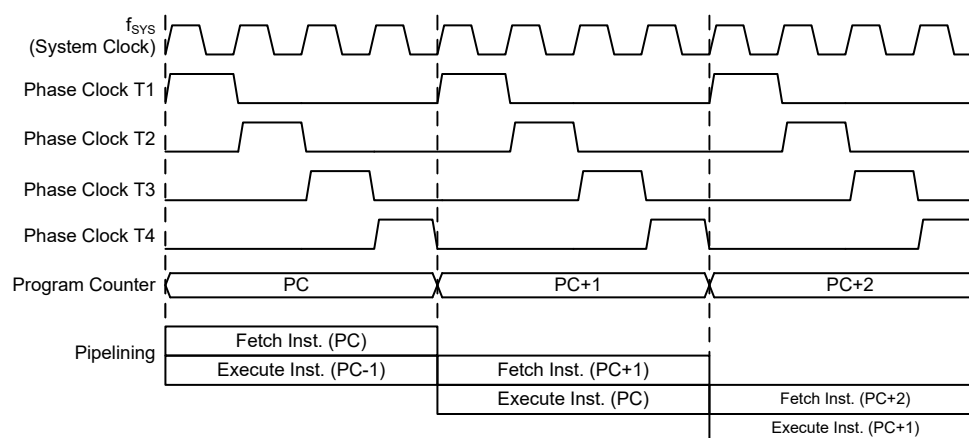 fSYS
(System Clock)
Phase Clock T1
Phase Clock T2
Phase Clock T3
Phase Clock T4
Program Counter PC PC+1 PC+2
Pipelining
Fetch Inst. (PC)
Execute Inst. (PC-1) Fetch Inst. (PC+1)
Execute Inst. (PC) Fetch Inst. (PC+2)
Execute Inst. (PC+1)